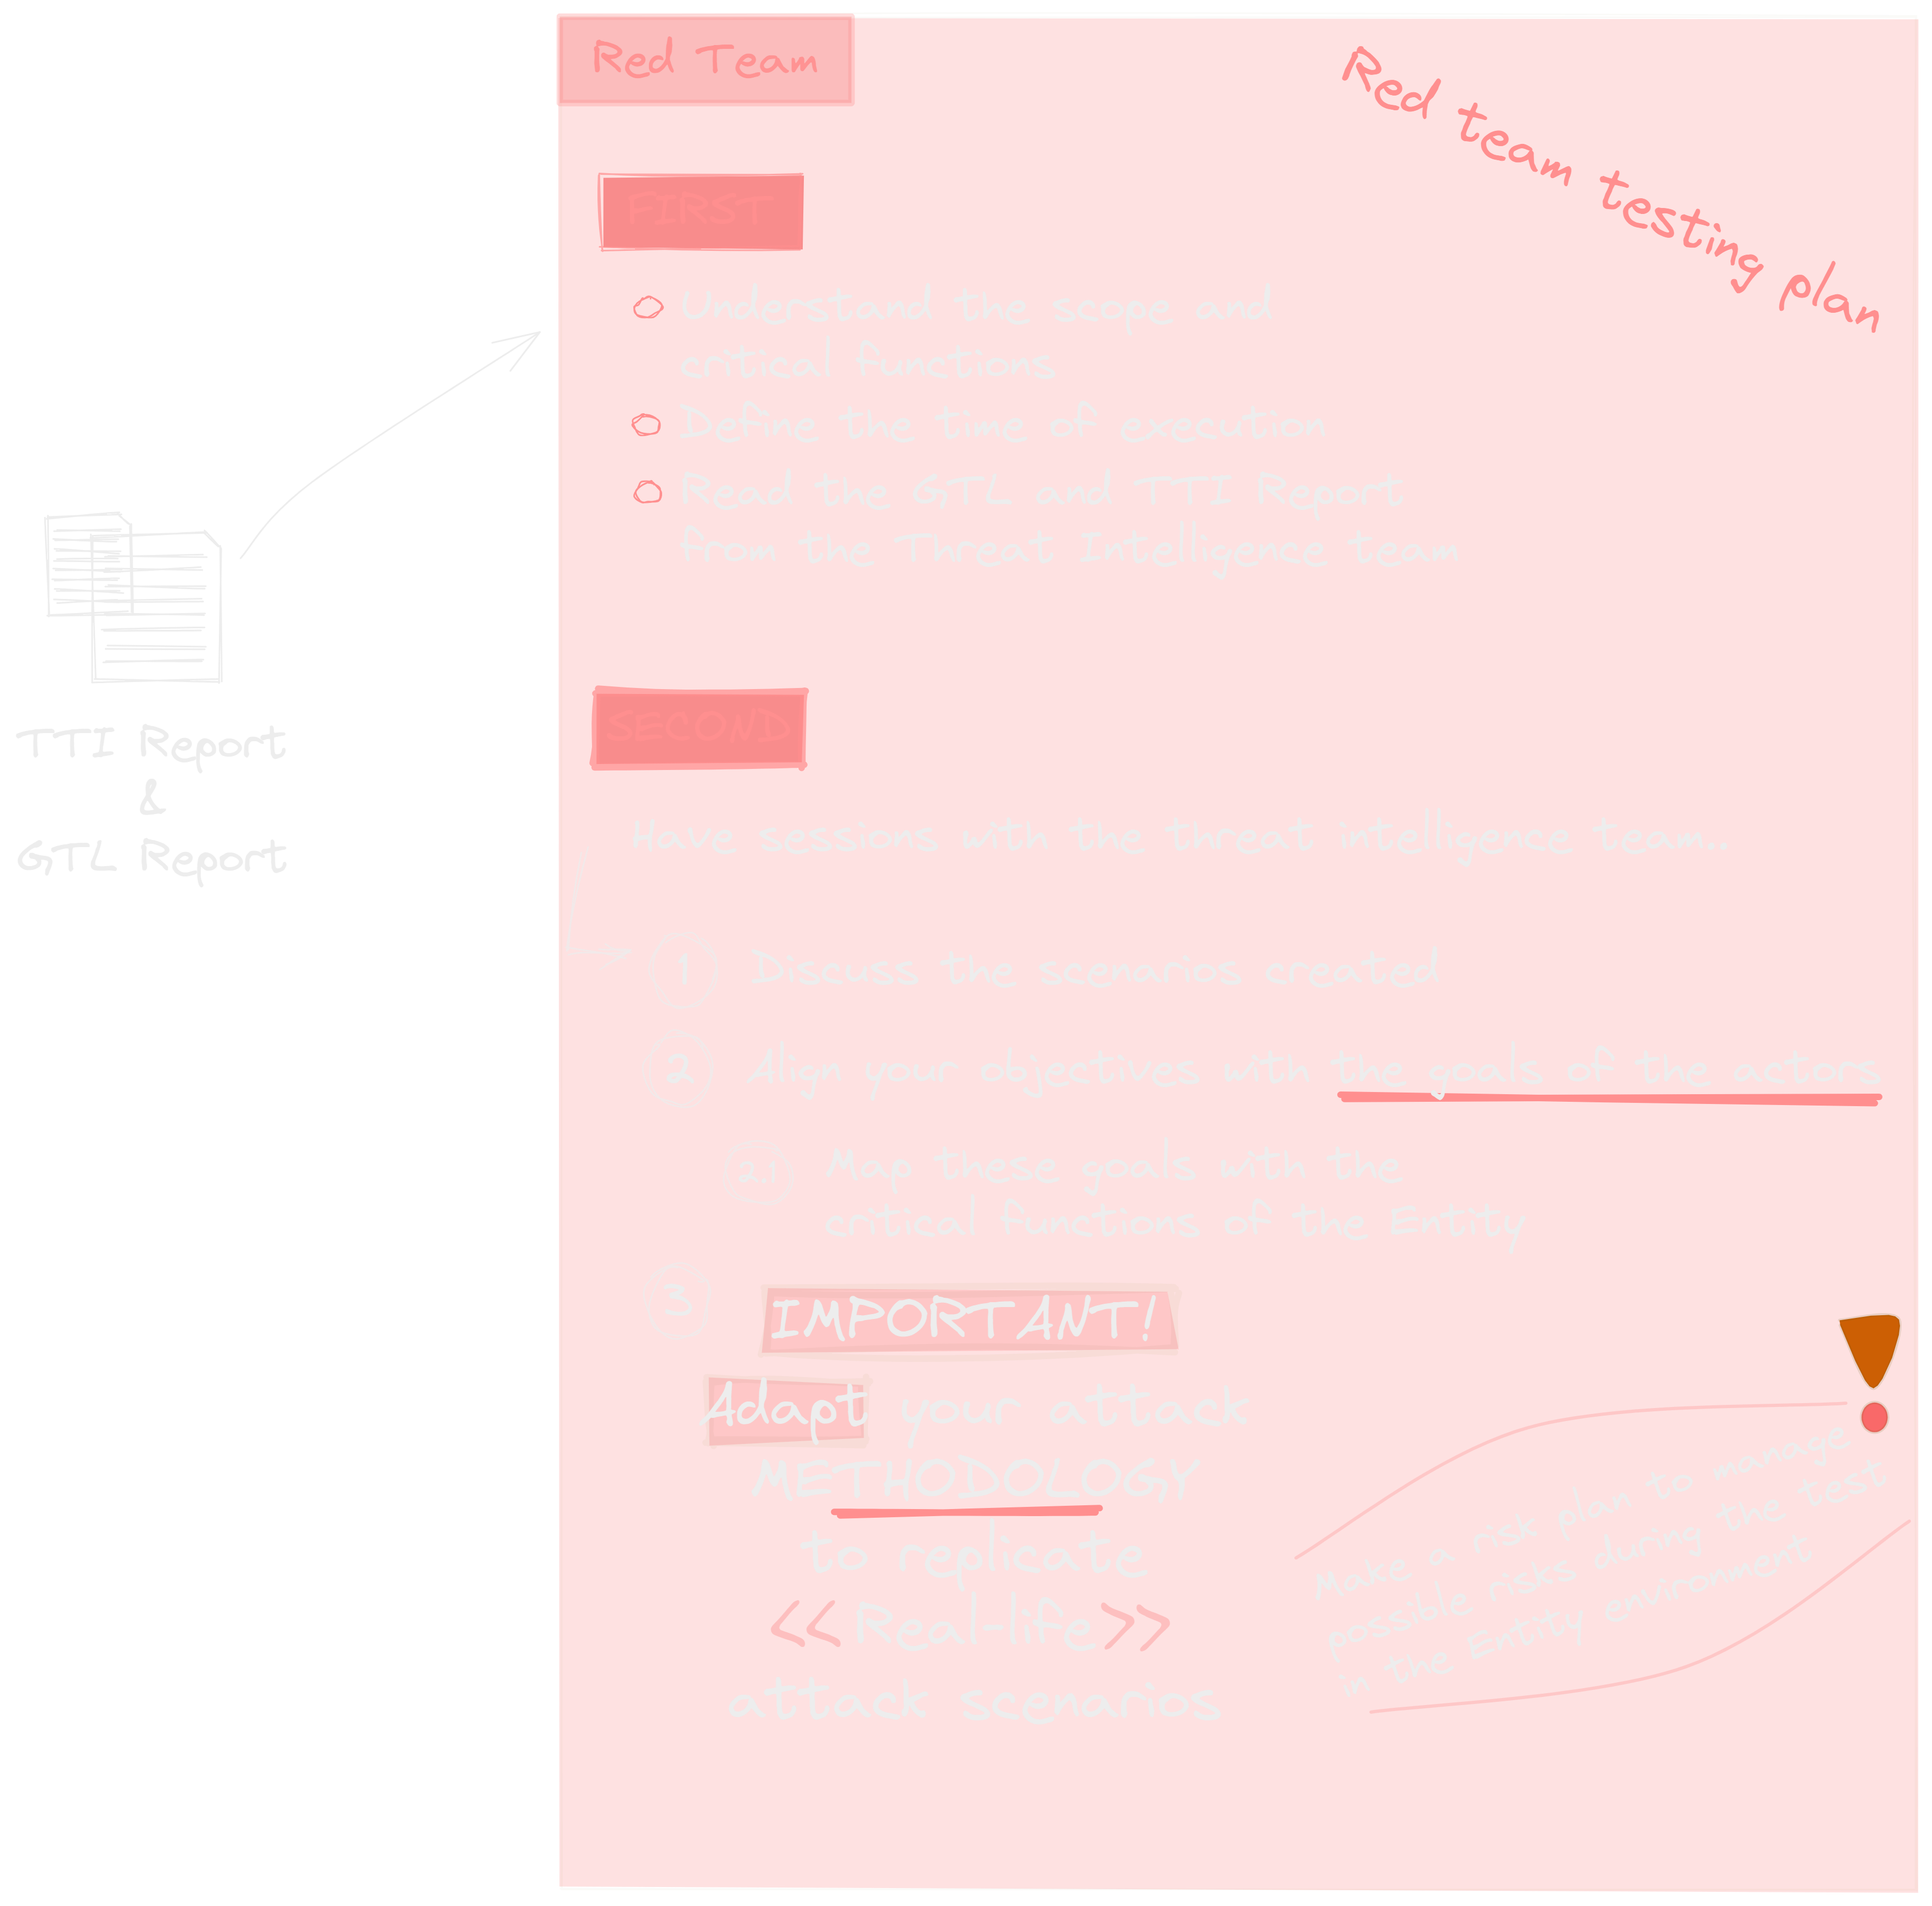 Red Team
Red team testing plan
FIRST
Understand the scope and
critical functions
Define the time of execution
Read the GTL and TTI Report
from the Threat Intelligence team
TTI Report
&
GTL Report
SECOND
Have sessions with the threat intelligence team..
1 Discuss the scenarios created
2 Align your objectives with the goals of the actors
2.1 Map these goals with the
critical functions of the Entity
3 IMPORTANT!
Adapt your attack
METHODOLOGY
to replicate
<< Real-life >>
attack scenarios
Make a risk plan to manage
possible risks during the test
in the Entity environment